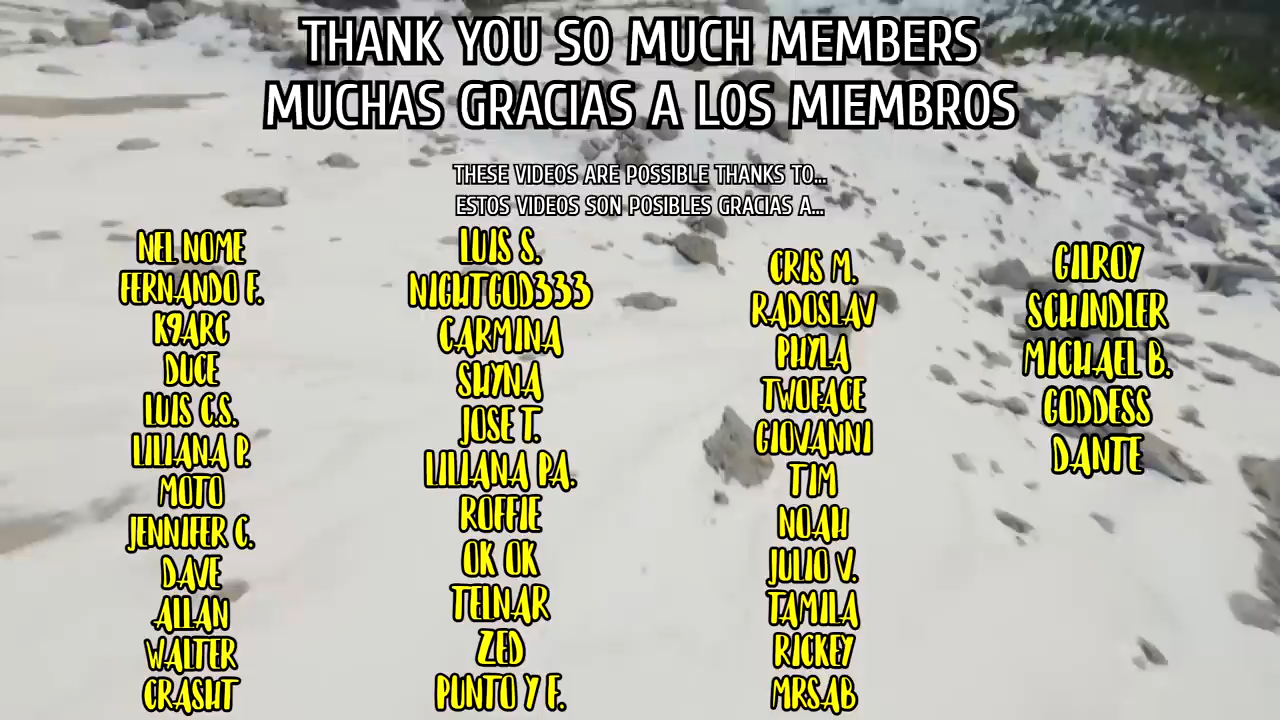 THANK YOU SO MUCH MEMBERS
MUCHAS GRACIAS A LOS MIEMBROS
THESE VIDEOS ARE POSSIBLE THANKS TO...
ESTOS VIDEOS SON POSIBLES GRACIAS A...
NEL NOME
FERNANDO F.
K9ARC
DUCE
LUIS C.S.
LILIANA P.
MOTO
JENNIFER C.
DAVE
ALLAN
WALTER
CRASHT
LUIS S.
NIGHTGOD333
CARMINA
SHYNA
JOSE T.
LILIANA PA.
ROFFIE
OK OK
TELNAR
ZED
PUNTO Y F.
CRIS M.
RADOSLAV
PHYLA
TWOFACE
GIOVANNI
TIM
NOAH
JULIO V.
TAMILA
RICKEY
MRSAB
GILROY
SCHINDLER
MICHAEL B.
GODDESS
DANTE